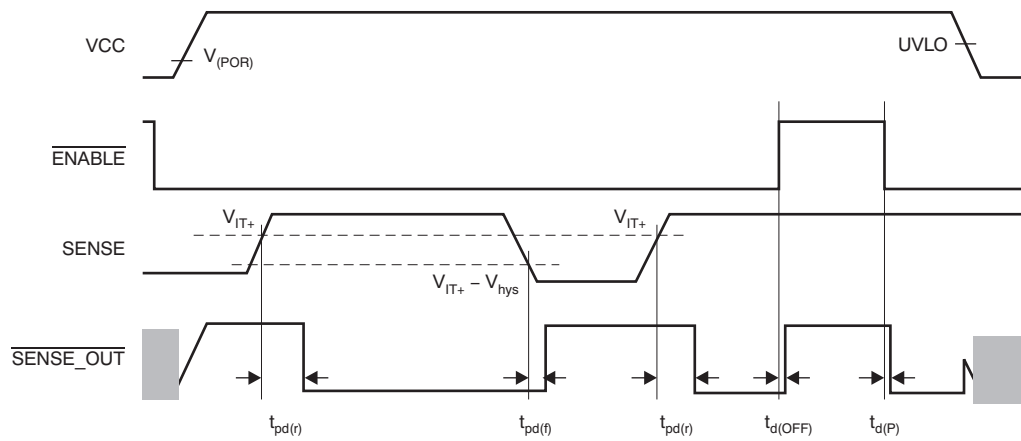 VCC
V(POR)
UVLO
ENABLE
VIT+
VIT+
SENSE
VIT+ – Vhys
SENSE_OUT
tpd(r)
tpd(f)
tpd(r)
td(OFF)
td(P)